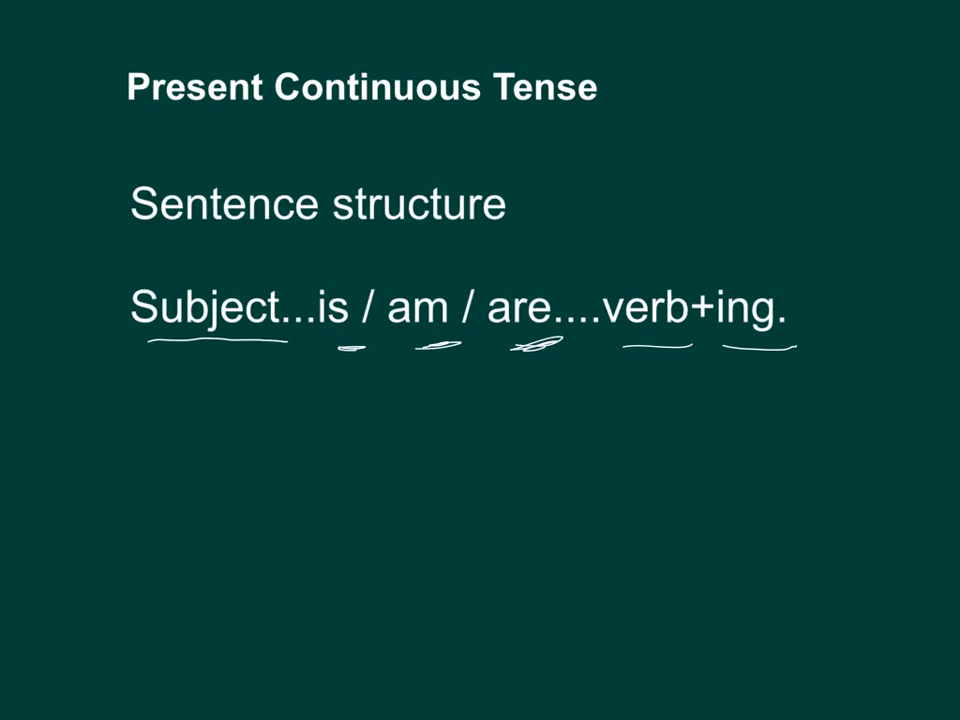 Present Continuous Tense
Sentence structure
Subject...is / am / are....verb+ing.